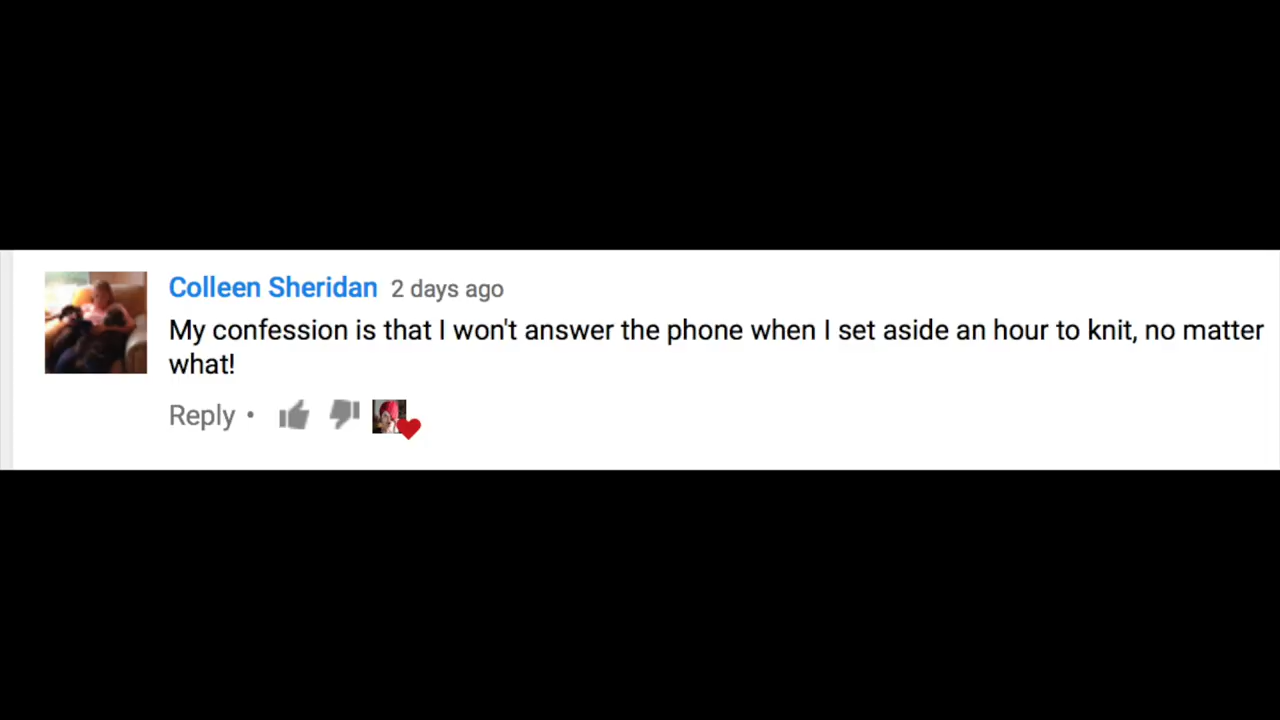 Colleen Sheridan 2 days ago
My confession is that I won't answer the phone when I set aside an hour to knit, no matter
what!
Reply •